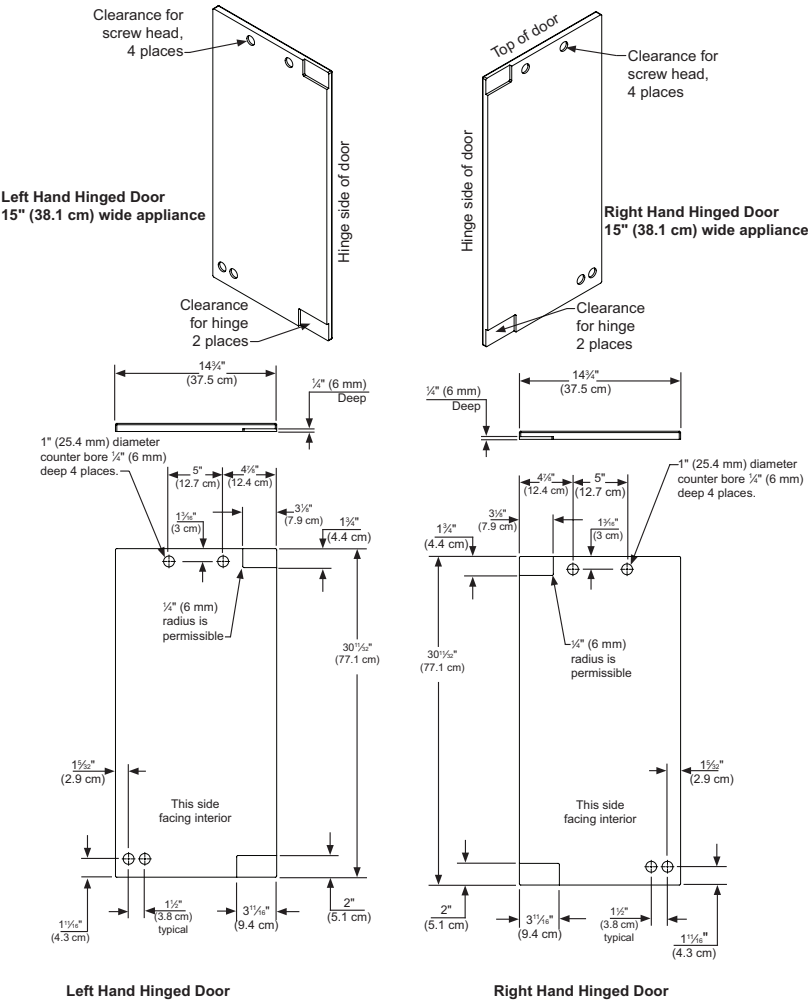 Clearance for
screw head,
4 places
Hinge side of door
Left Hand Hinged Door
15" (38.1 cm) wide appliance
Clearance
for hinge
2 places
Top of door
Clearance for
screw head,
4 places
Hinge side of door
Right Hand Hinged Door
15" (38.1 cm) wide appliance
Clearance
for hinge
2 places
14¾"
(37.5 cm)
¼" (6 mm)
Deep
1" (25.4 mm) diameter
counter bore ¼" (6 mm)
deep 4 places.
5"
(12.7 cm)
4⅞"
(12.4 cm)
1³⁄₁₆"
(3 cm)
3⅛"
(7.9 cm)
1¾"
(4.4 cm)
¼" (6 mm)
radius is
permissible
30¹¹⁄₃₂"
(77.1 cm)
1⁵⁄₃₂"
(2.9 cm)
This side
facing interior
1¹¹⁄₁₆"
(4.3 cm)
1½"
(3.8 cm)
typical
3¹¹⁄₁₆"
(9.4 cm)
2"
(5.1 cm)
Left Hand Hinged Door
14¾"
(37.5 cm)
¼" (6 mm)
Deep
4⅞"
(12.4 cm)
5"
(12.7 cm)
1" (25.4 mm) diameter
counter bore ¼" (6 mm)
deep 4 places.
3⅛"
(7.9 cm)
1¾"
(4.4 cm)
1³⁄₁₆"
(3 cm)
¼" (6 mm)
radius is
permissible
30¹¹⁄₃₂"
(77.1 cm)
1⁵⁄₃₂"
(2.9 cm)
This side
facing interior
2"
(5.1 cm)
3¹¹⁄₁₆"
(9.4 cm)
1½"
(3.8 cm)
typical
1¹¹⁄₁₆"
(4.3 cm)
Right Hand Hinged Door